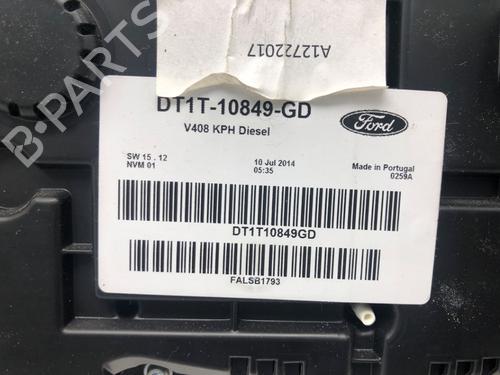 A12722017
DT1T-10849-GD
V408 KPH Diesel
Ford
SW 15 . 12
NVM 01
10 Jul 2014
05:35
Made in Portugal
0259A
DT1T10849GD
FALSB1793
B-PARTS